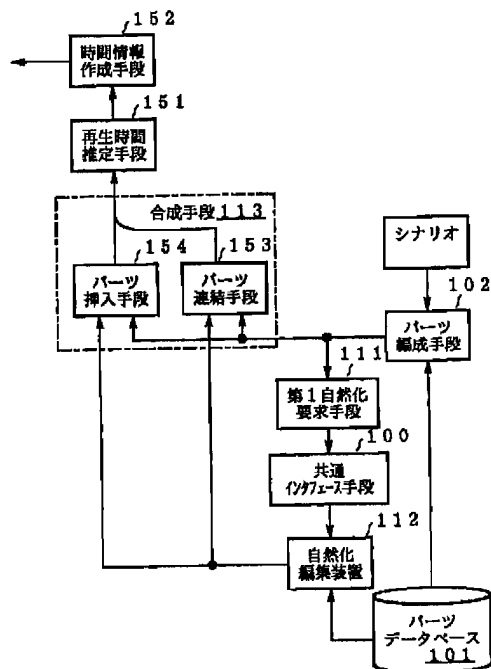 152
時間情報
作成手段
151
再生時間
推定手段
合成手段113
154
153
パーツ
挿入手段
パーツ
連結手段
シナリオ
102
パーツ
編成手段
111
第1自然化
要求手段
100
共通
インタフェース手段
112
自然化
編集装置
パーツ
データベース
101